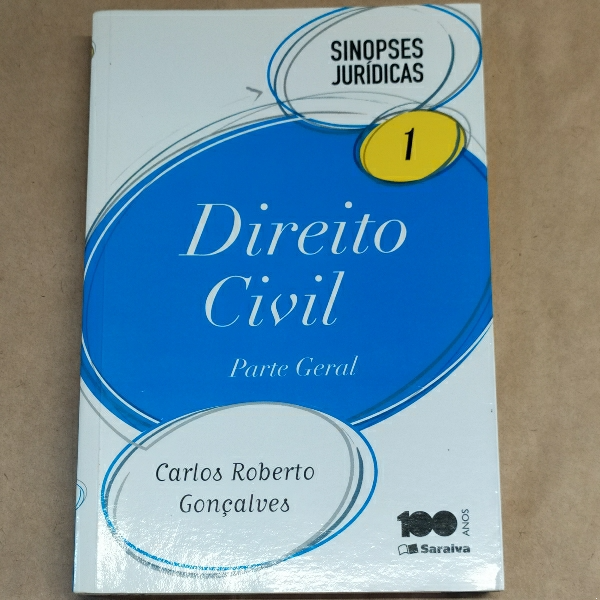 SINOPSES
JURÍDICAS
1
Direito
Civil
Parte Geral
Carlos Roberto
Gonçalves
100 ANOS
Saraiva